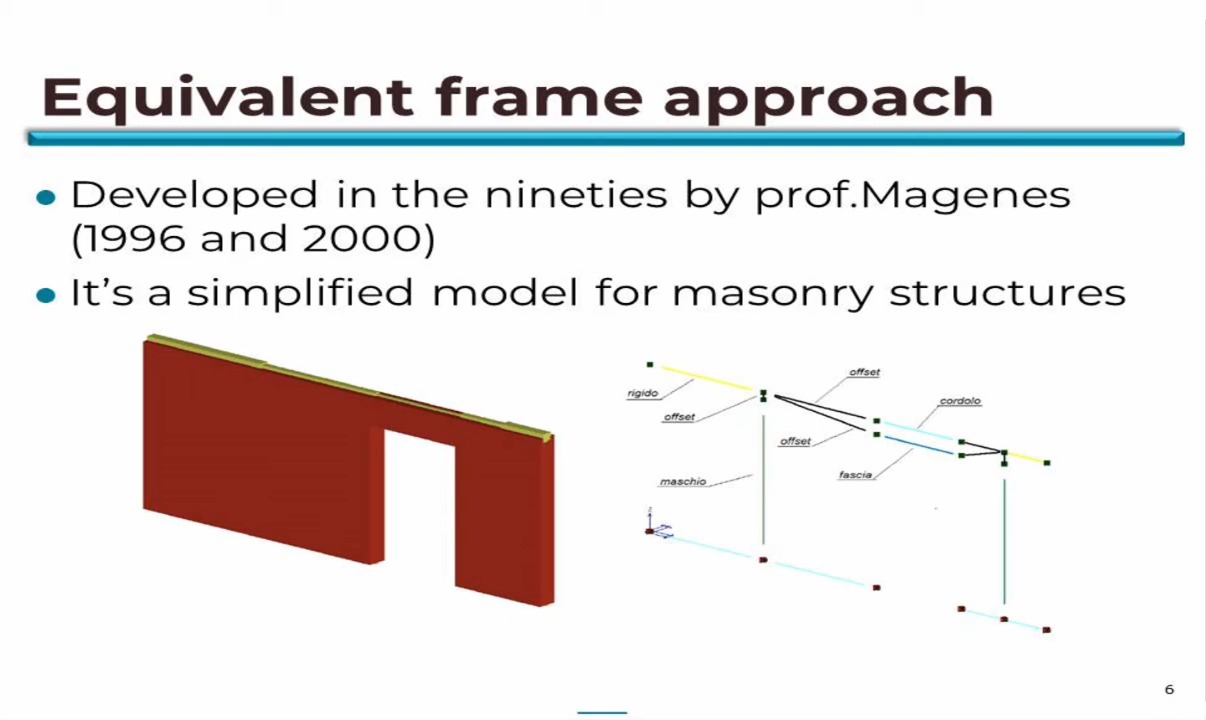 Equivalent frame approach
Developed in the nineties by prof.Magenes
(1996 and 2000)
It's a simplified model for masonry structures
offset
rigido
cordolo
offset
offset
fascia
maschio
6